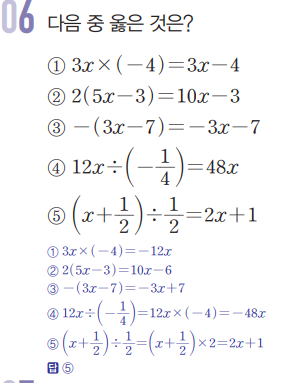 06 다음 중 옳은 것은?
① 3x×(−4)=3x−4
② 2(5x−3)=10x−3
③ −(3x−7)=−3x−7
④ 12x÷(−1/4)=48x
⑤ (x+1/2)÷1/2=2x+1
① 3x×(−4)=−12x
② 2(5x−3)=10x−6
③ −(3x−7)=−3x+7
④ 12x÷(−1/4)=12x×(−4)=−48x
⑤ (x+1/2)÷1/2=(x+1/2)×2=2x+1
답 ⑤